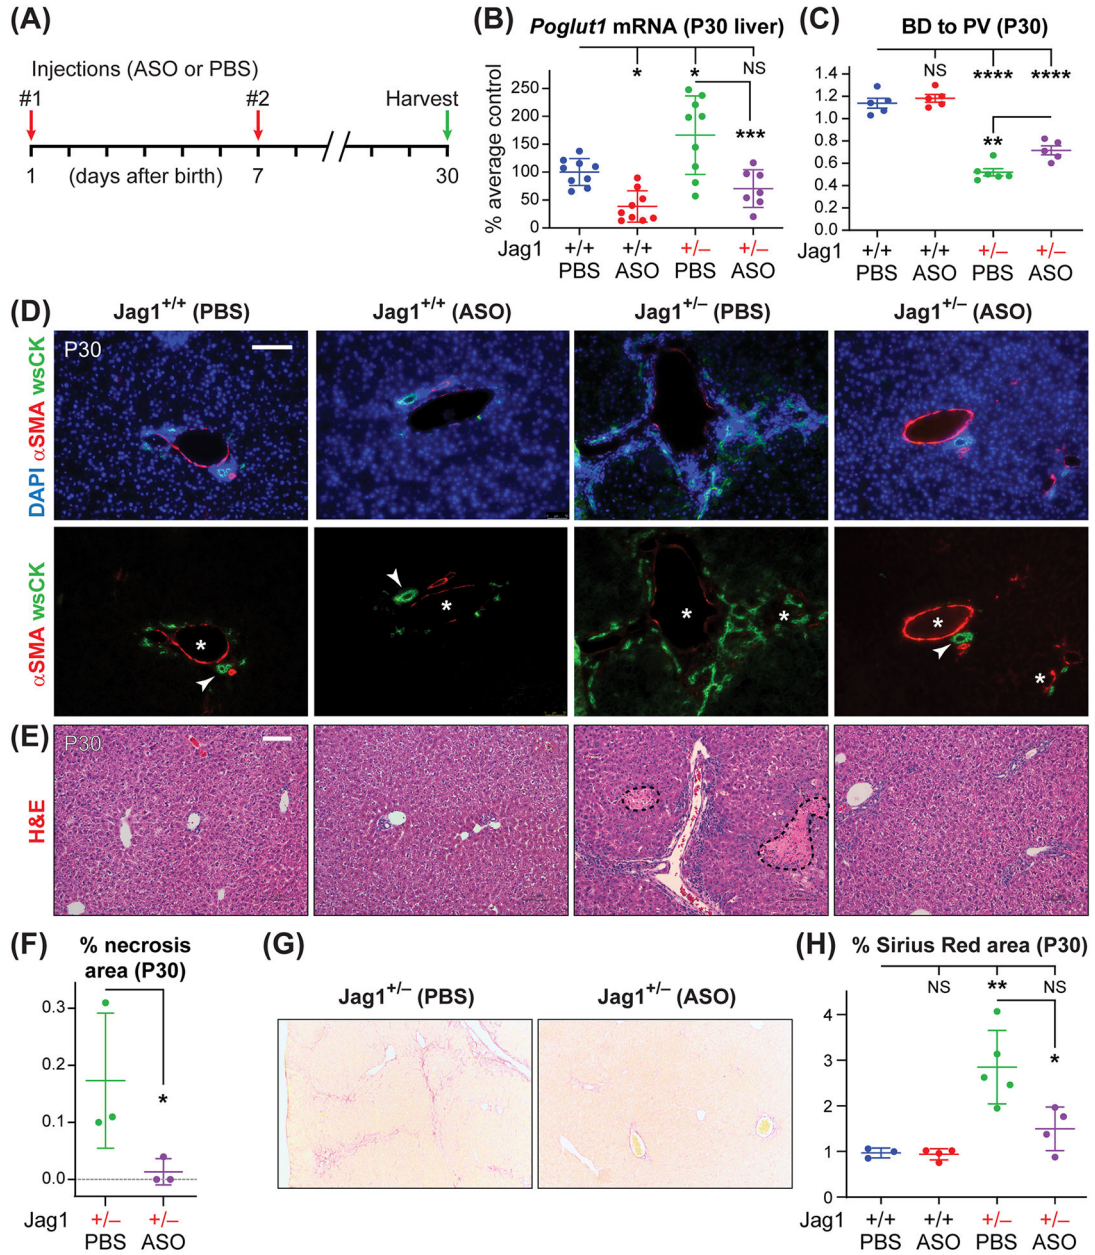 (A)
Injections (ASO or PBS)
#1 #2 Harvest
1 (days after birth) 7 30
(B)
Poglut1 mRNA (P30 liver)
* * NS
***
% average control
250
200
150
100
50
0
Jag1 +/+ +/+ +/– +/–
PBS ASO PBS ASO
(C)
BD to PV (P30)
NS **** ****
**
1.4
1.2
1.0
0.8
0.6
0.4
0.2
0.0
Jag1 +/+ +/+ +/– +/–
PBS ASO PBS ASO
(D)
Jag1+/+ (PBS) Jag1+/+ (ASO) Jag1+/– (PBS) Jag1+/– (ASO)
DAPI αSMA wsCK
P30
αSMA wsCK
* * * * * *
(E)
H&E
P30
(F)
% necrosis
area (P30)
*
0.3
0.2
0.1
0.0
Jag1 +/– +/–
PBS ASO
(G)
Jag1+/– (PBS) Jag1+/– (ASO)
(H)
% Sirius Red area (P30)
NS ** NS
*
4
3
2
1
0
Jag1 +/+ +/+ +/– +/–
PBS ASO PBS ASO